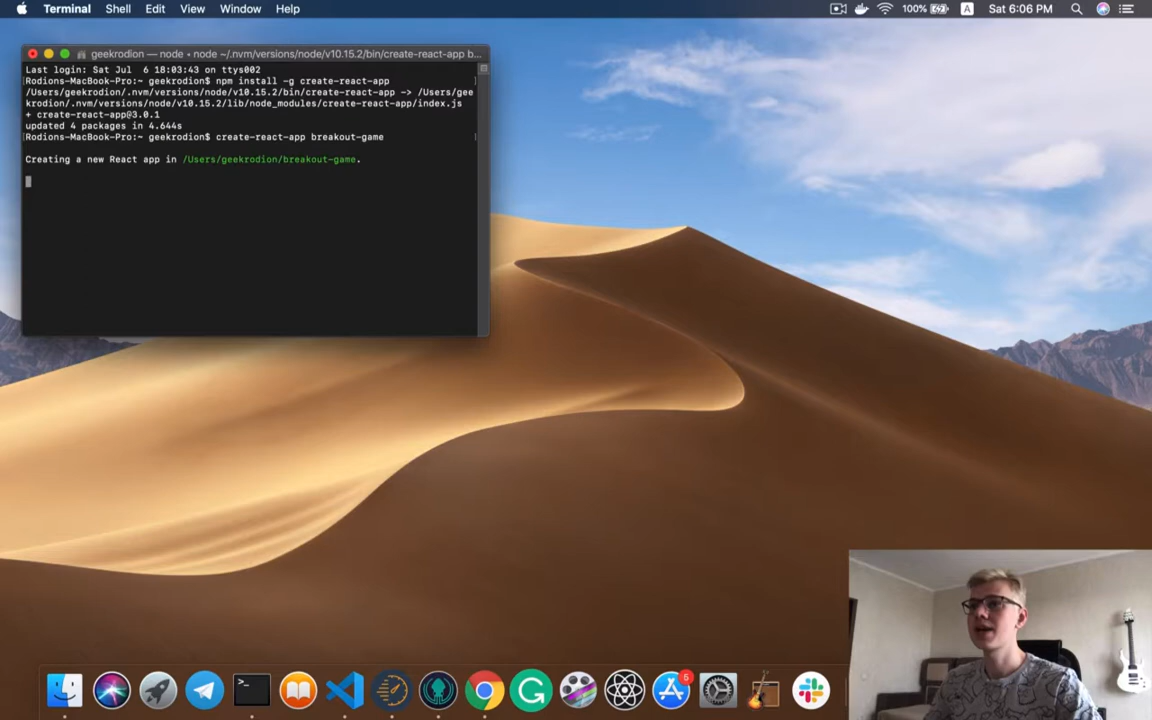 Terminal Shell Edit View Window Help 100% A Sat 6:06 PM
geekrodion — node • node ~/.nvm/versions/node/v10.15.2/bin/create-react-app b...
Last login: Sat Jul  6 18:03:43 on ttys002
[Rodions-MacBook-Pro:~ geekrodion$ npm install -g create-react-app ]
/Users/geekrodion/.nvm/versions/node/v10.15.2/bin/create-react-app -> /Users/gee
krodion/.nvm/versions/node/v10.15.2/lib/node_modules/create-react-app/index.js
+ create-react-app@3.0.1
updated 4 packages in 4.644s
[Rodions-MacBook-Pro:~ geekrodion$ create-react-app breakout-game ]
Creating a new React app in /Users/geekrodion/breakout-game.
>_ G 5